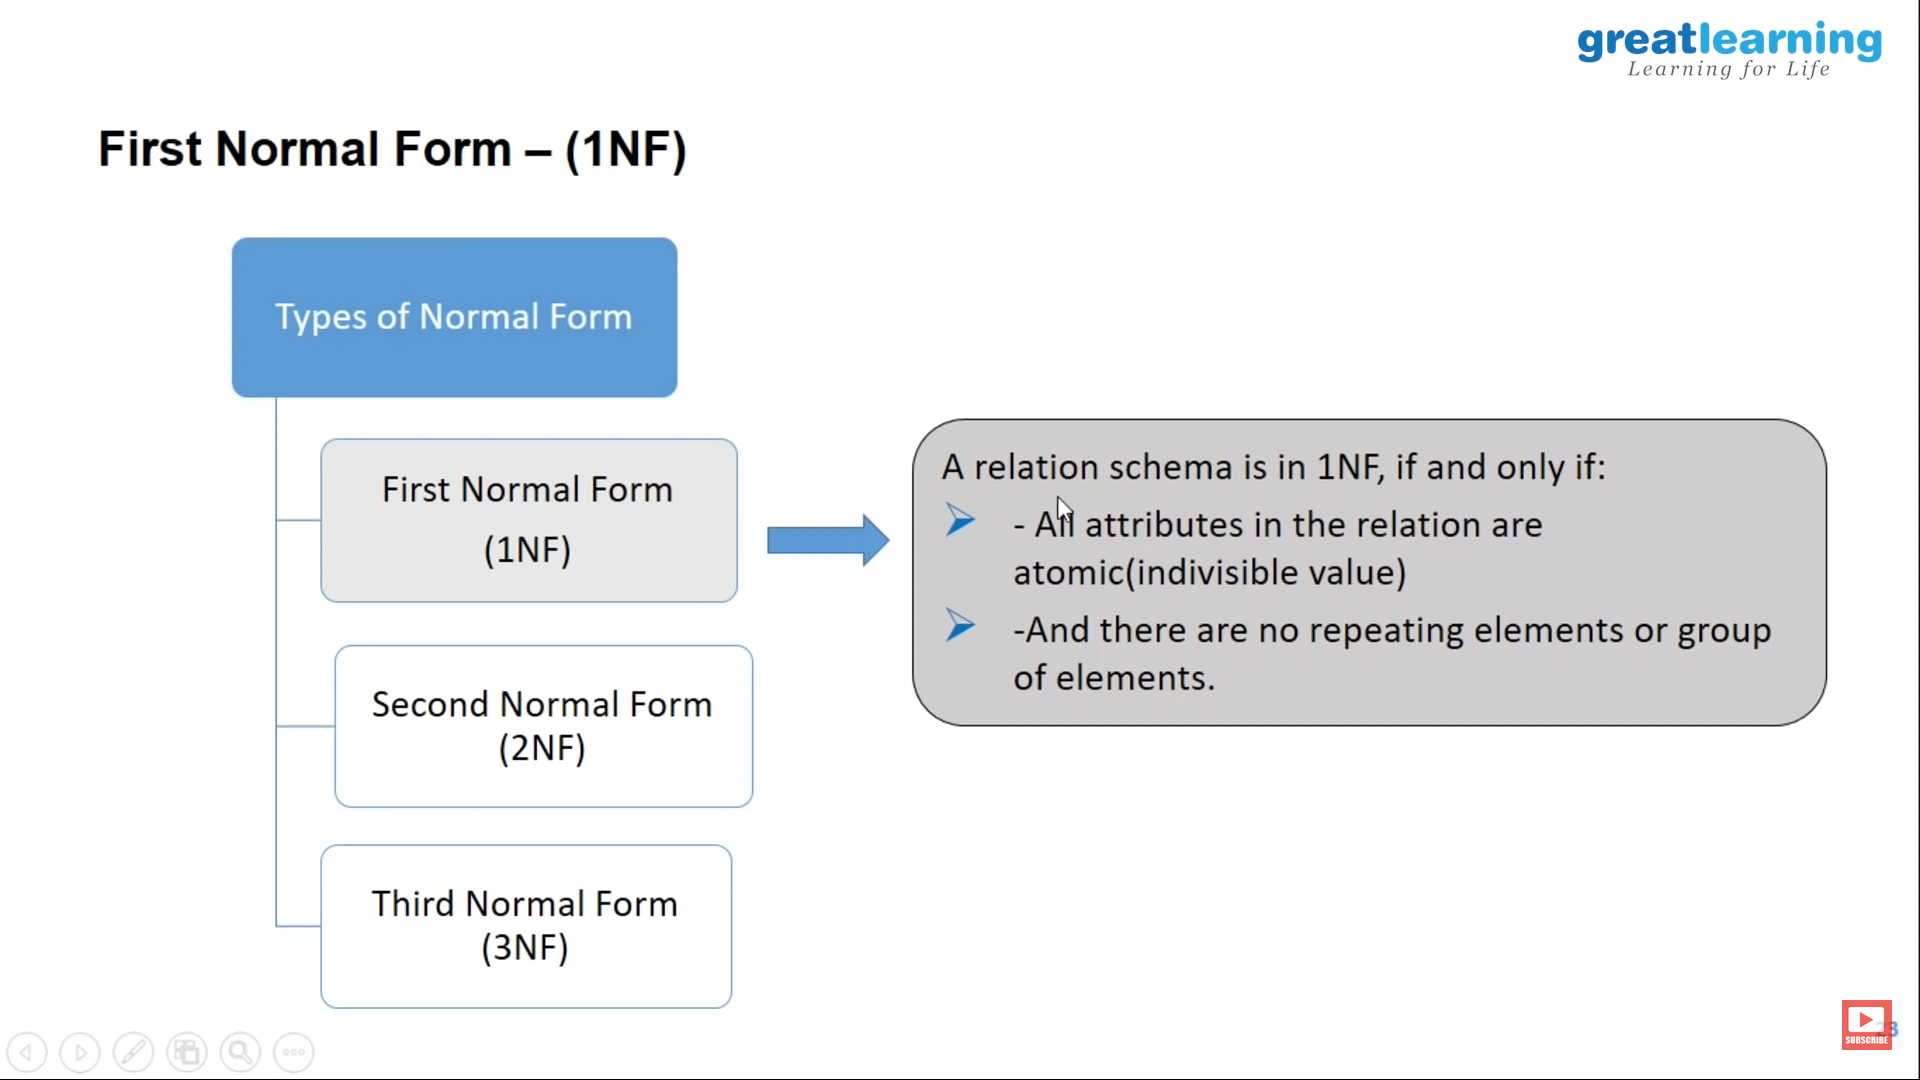 greatlearning
Learning for Life
First Normal Form – (1NF)
Types of Normal Form
First Normal Form
(1NF)
Second Normal Form
(2NF)
Third Normal Form
(3NF)
A relation schema is in 1NF, if and only if:
- All attributes in the relation are
atomic(indivisible value)
-And there are no repeating elements or group
of elements.
SUBSCRIBE